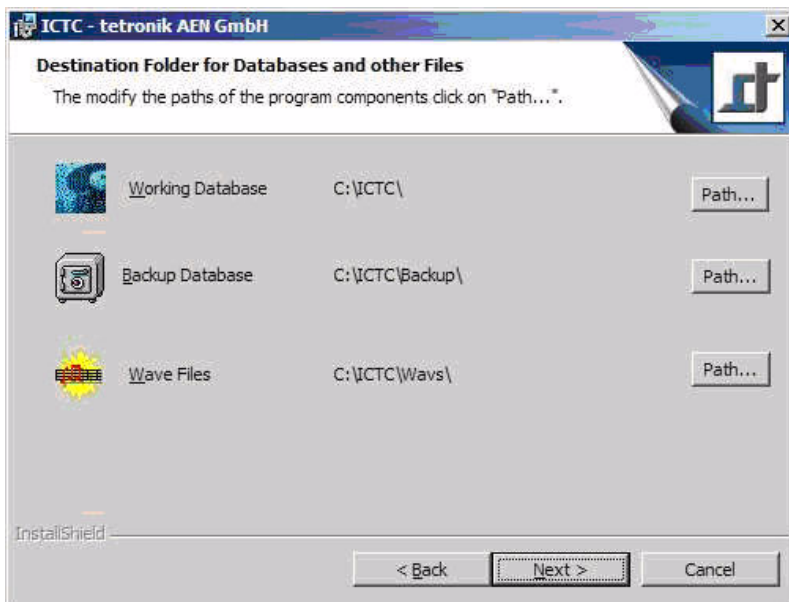 ICTC - tetronik AEN GmbH
Destination Folder for Databases and other Files
The modify the paths of the program components click on "Path...".
Working Database C:\ICTC\ Path...
Backup Database C:\ICTC\Backup\ Path...
Wave Files C:\ICTC\Wavs\ Path...
InstallShield
< Back Next > Cancel